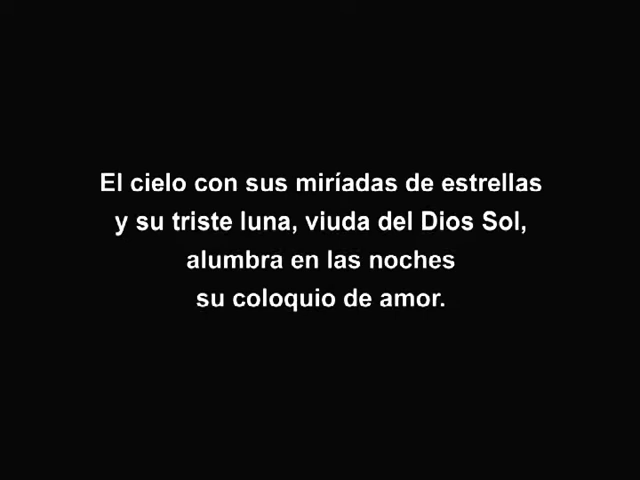 El cielo con sus miríadas de estrellas
y su triste luna, viuda del Dios Sol,
alumbra en las noches
su coloquio de amor.